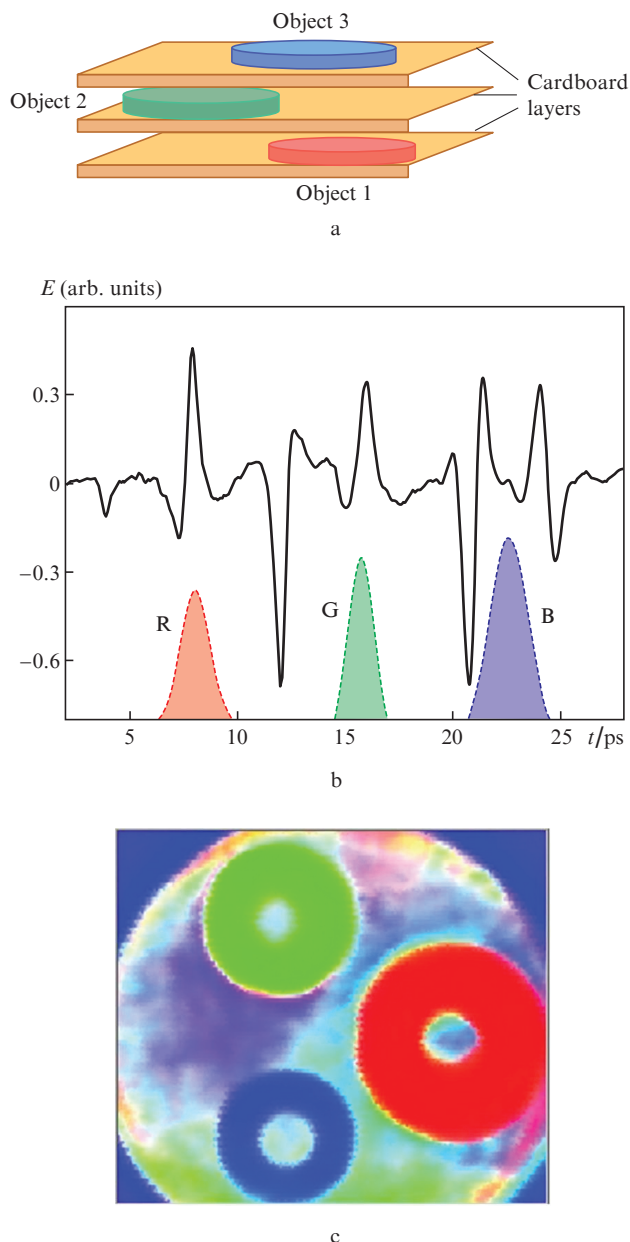 Object 3
Object 2
Cardboard
layers
Object 1
a
E (arb. units)
0.3
0
−0.3
−0.6
R
G
B
5 10 15 20 25 t/ps
b
c